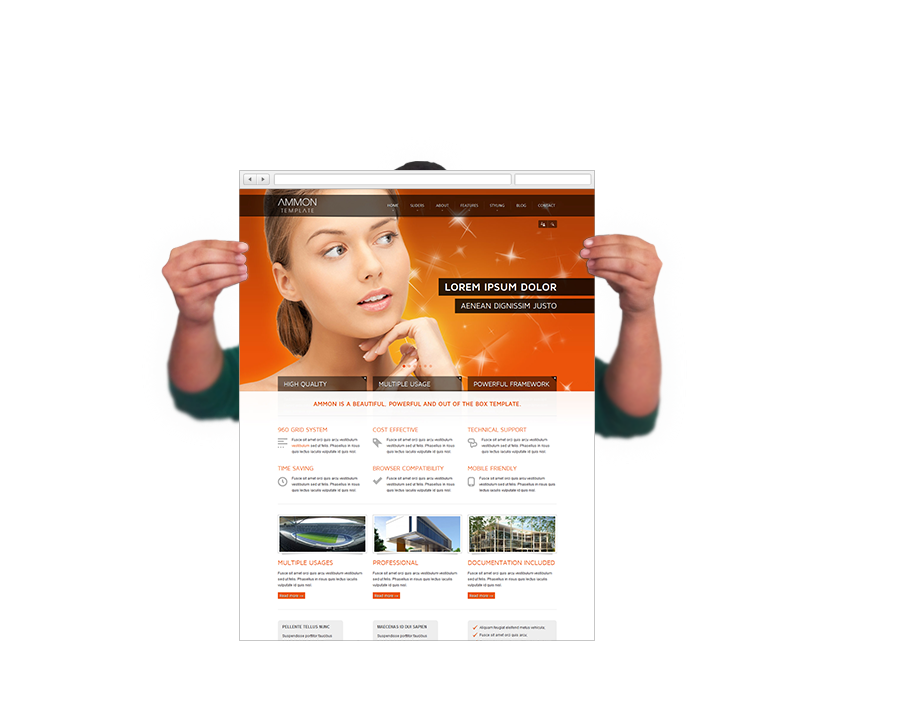 AMMON
TEMPLATE
HOME SLIDERS ABOUT FEATURES STYLING BLOG CONTACT
LOREM IPSUM DOLOR
AENEAN DIGNISSIM JUSTO
HIGH QUALITY
MULTIPLE USAGE
POWERFUL FRAMEWORK
AMMON IS A BEAUTIFUL, POWERFUL AND OUT OF THE BOX TEMPLATE.
960 GRID SYSTEM
Fusce sit amet orci quis arcu vestibulum
vestibulum sed ut felis. Phasellus in risus
quis lectus iaculis vulputate id quis nisl.
COST EFFECTIVE
Fusce sit amet orci quis arcu vestibulum
vestibulum sed ut felis. Phasellus in risus
quis lectus iaculis vulputate id quis nisl.
TECHNICAL SUPPORT
Fusce sit amet orci quis arcu vestibulum
vestibulum sed ut felis. Phasellus in risus
quis lectus iaculis vulputate id quis nisl.
TIME SAVING
Fusce sit amet orci quis arcu vestibulum
vestibulum sed ut felis. Phasellus in risus
quis lectus iaculis vulputate id quis nisl.
BROWSER COMPATIBILITY
Fusce sit amet orci quis arcu vestibulum
vestibulum sed ut felis. Phasellus in risus
quis lectus iaculis vulputate id quis nisl.
MOBILE FRIENDLY
Fusce sit amet orci quis arcu vestibulum
vestibulum sed ut felis. Phasellus in risus
quis lectus iaculis vulputate id quis nisl.
MULTIPLE USAGES
Fusce sit amet orci quis arcu vestibulum vestibulum
sed ut felis. Phasellus in risus quis lectus iaculis
vulputate id quis nisl.
Read more
PROFESSIONAL
Fusce sit amet orci quis arcu vestibulum vestibulum
sed ut felis. Phasellus in risus quis lectus iaculis
vulputate id quis nisl.
Read more
DOCUMENTATION INCLUDED
Fusce sit amet orci quis arcu vestibulum vestibulum
sed ut felis. Phasellus in risus quis lectus iaculis
vulputate id quis nisl.
Read more
PELLENTE TELLUS NUNC
Suspendisse porttitor faucibus
MAECENAS ID DUI SAPIEN
Suspendisse porttitor faucibus
Aliquam feugiat eleifend metus vehicula.
Fusce sit amet orci quis arcu.